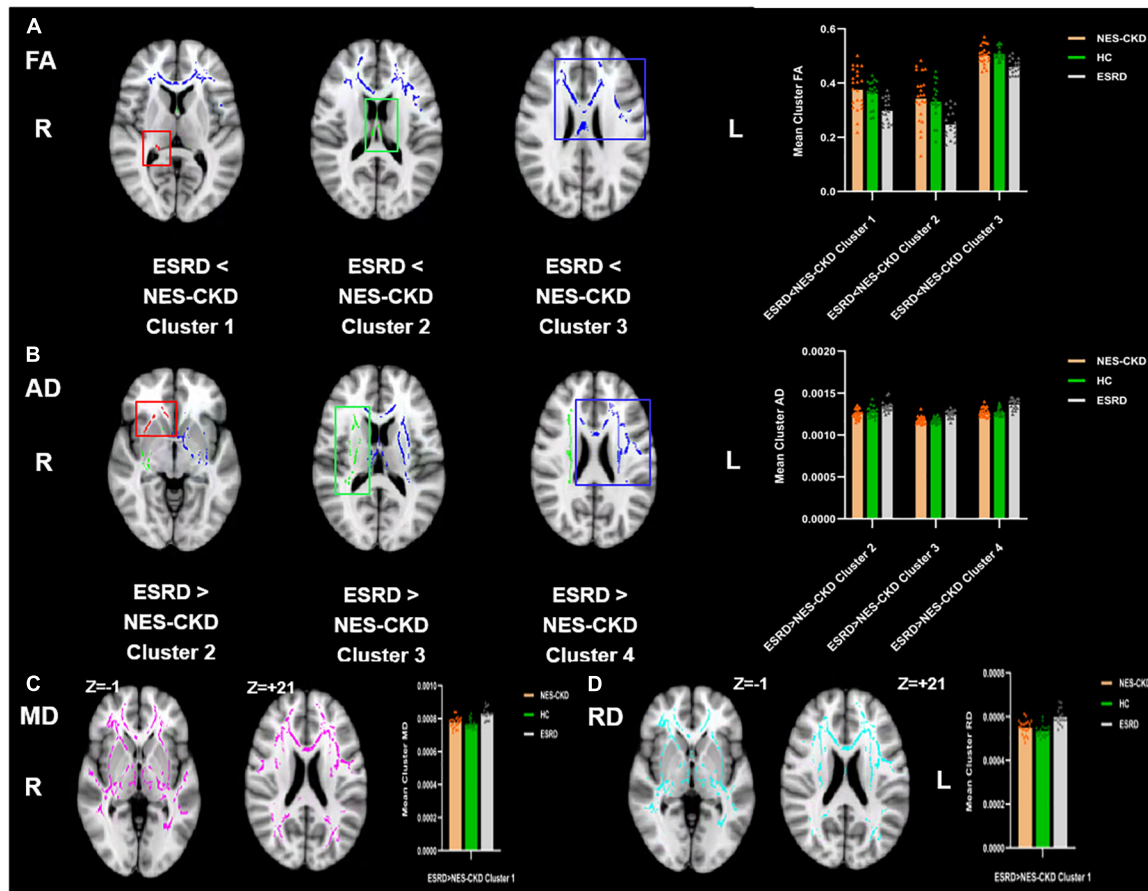 A
FA
R
L
ESRD <
NES-CKD
Cluster 1
ESRD <
NES-CKD
Cluster 2
ESRD <
NES-CKD
Cluster 3
Mean Cluster FA
0.6
0.4
0.2
0.0
NES-CKD
HC
ESRD
ESRD<NES-CKD Cluster 1
ESRD<NES-CKD Cluster 2
ESRD<NES-CKD Cluster 3
B
AD
R
L
ESRD >
NES-CKD
Cluster 2
ESRD >
NES-CKD
Cluster 3
ESRD >
NES-CKD
Cluster 4
Mean Cluster AD
0.0020
0.0015
0.0010
0.0005
0.0000
NES-CKD
HC
ESRD
ESRD>NES-CKD Cluster 2
ESRD>NES-CKD Cluster 3
ESRD>NES-CKD Cluster 4
C
MD
R
Z=-1
Z=+21
Mean Cluster MD
0.0010
0.0008
0.0006
0.0004
0.0002
0.0000
NES-CKD
HC
ESRD
ESRD>NES-CKD Cluster 1
D
RD
Z=-1
Z=+21
L
Mean Cluster RD
0.0008
0.0006
0.0004
0.0002
0.0000
NES-CKD
HC
ESRD
ESRD>NES-CKD Cluster 1